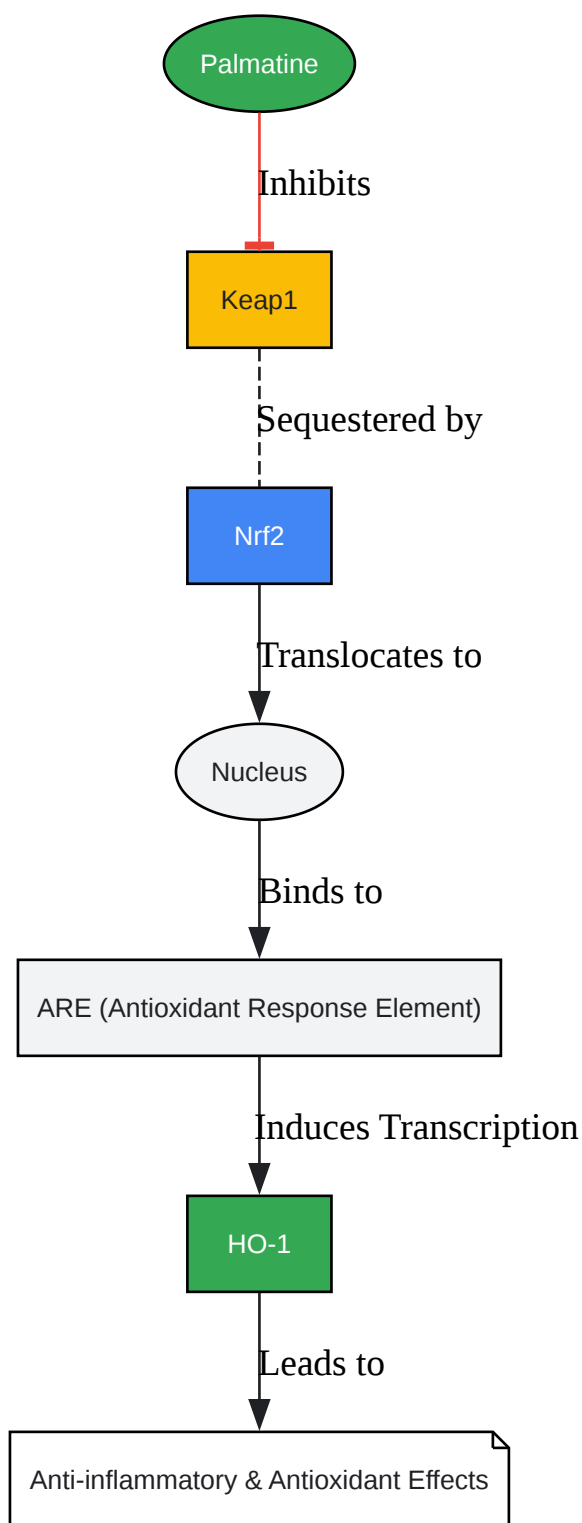 Palmatine
Inhibits
Keap1
Sequestered by
Nrf2
Translocates to
Nucleus
Binds to
ARE (Antioxidant Response Element)
Induces Transcription
HO-1
Leads to
Anti-inflammatory & Antioxidant Effects